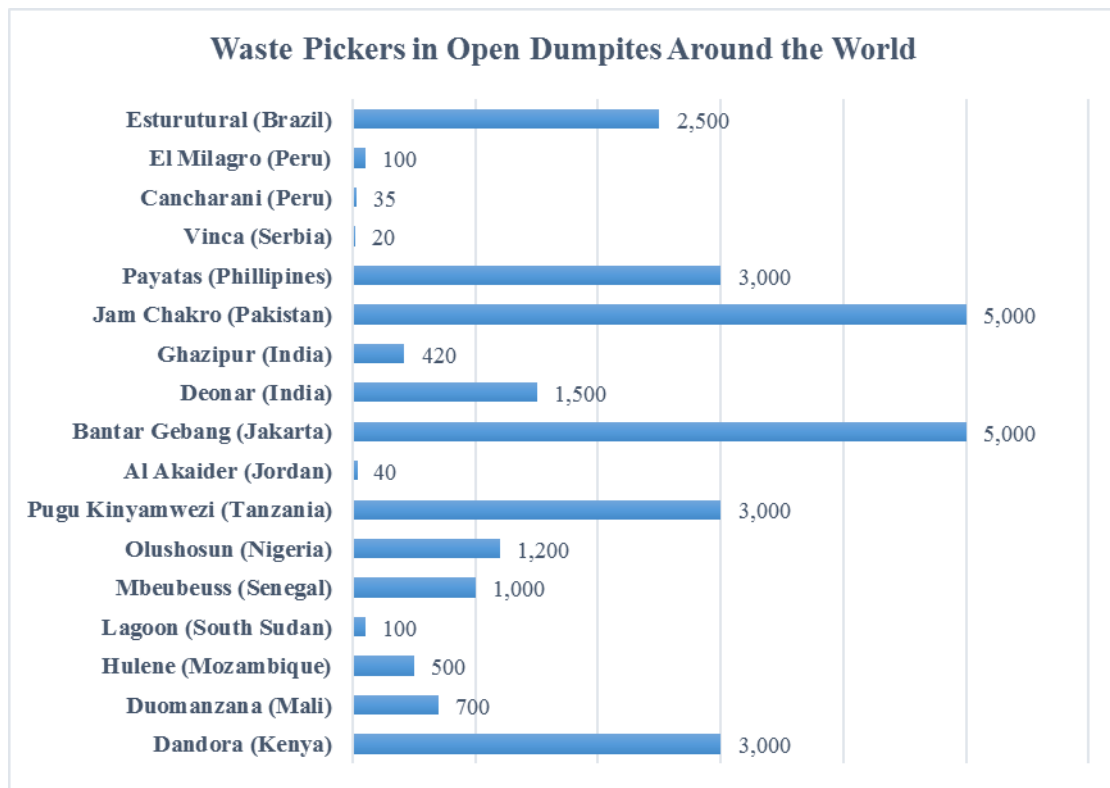 Waste Pickers in Open Dumpites Around the World
Esturutural (Brazil) 2,500
El Milagro (Peru) 100
Cancharani (Peru) 35
Vinca (Serbia) 20
Payatas (Phillipines) 3,000
Jam Chakro (Pakistan) 5,000
Ghazipur (India) 420
Deonar (India) 1,500
Bantar Gebang (Jakarta) 5,000
Al Akaider (Jordan) 40
Pugu Kinyamwezi (Tanzania) 3,000
Olushosun (Nigeria) 1,200
Mbeubeuss (Senegal) 1,000
Lagoon (South Sudan) 100
Hulene (Mozambique) 500
Duomanzana (Mali) 700
Dandora (Kenya) 3,000